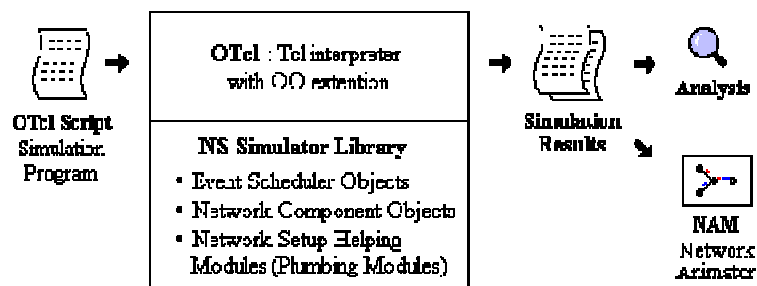 OTcl Script
Simulation
Program
OTcl : Tcl interpreter
with OO extention
NS Simulator Library
• Event Scheduler Objects
• Network Component Objects
• Network Setup Helping
Modules (Plumbing Modules)
Simulation
Results
Analysis
NAM
Network
Animator